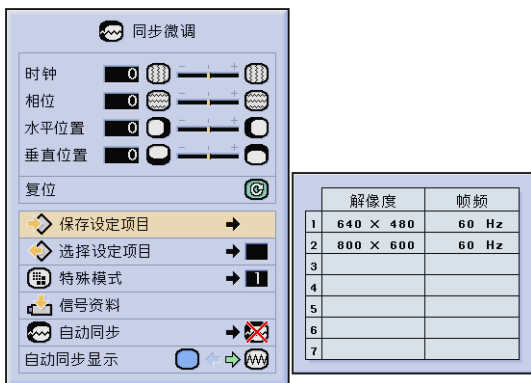 同步微调
时钟 0 − +
相位 0 − +
水平位置 0 − +
垂直位置 0 − +
复位
保存设定项目
选择设定项目
特殊模式 1
信号资料
自动同步
自动同步显示
解像度 帧频
1 640 × 480 60 Hz
2 800 × 600 60 Hz
3
4
5
6
7